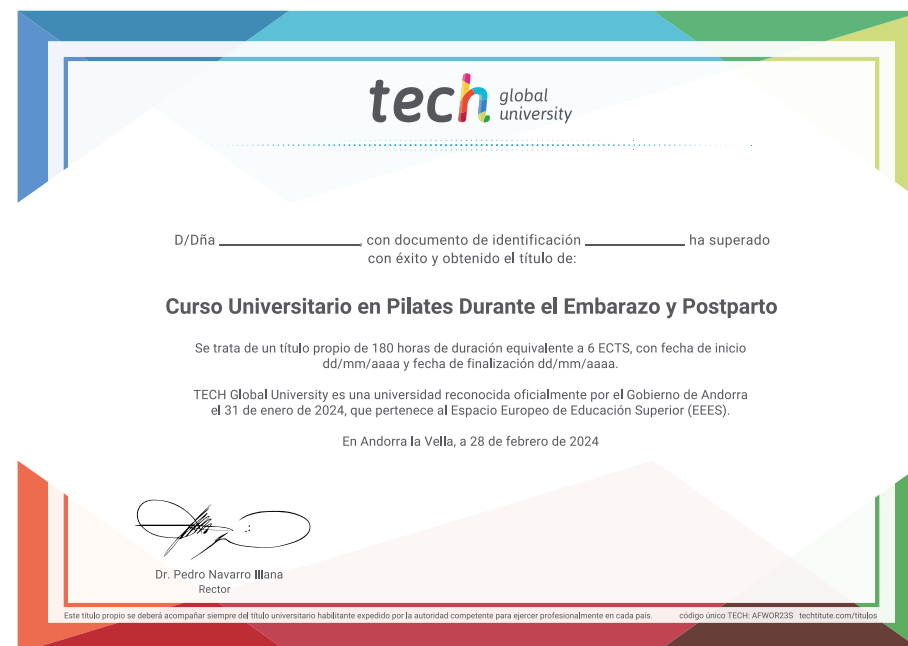 tech global university
D/Dña ______________, con documento de identificación __________ ha superado
con éxito y obtenido el título de:
Curso Universitario en Pilates Durante el Embarazo y Postparto
Se trata de un título propio de 180 horas de duración equivalente a 6 ECTS, con fecha de inicio
dd/mm/aaaa y fecha de finalización dd/mm/aaaa.
TECH Global University es una universidad reconocida oficialmente por el Gobierno de Andorra
el 31 de enero de 2024, que pertenece al Espacio Europeo de Educación Superior (EEES).
En Andorra la Vella, a 28 de febrero de 2024
Dr. Pedro Navarro Illana
Rector
Este título propio se deberá acompañar siempre del título universitario habilitante expedido por la autoridad competente para ejercer profesionalmente en cada país. código único TECH: AFWOR23S techtitute.com/titulos